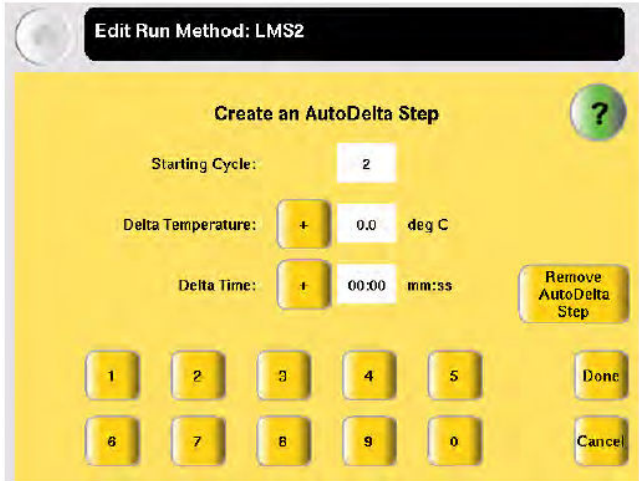 Edit Run Method: LMS2
Create an AutoDelta Step
?
Starting Cycle: 2
Delta Temperature: + 0.0 deg C
Delta Time: + 00:00 mm:ss
Remove
AutoDelta
Step
1 2 3 4 5 Done
6 7 8 9 0 Cancel